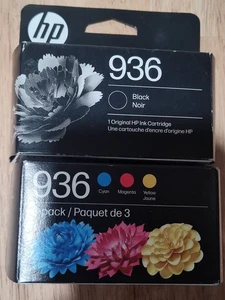 hp
936
Black
Noir
1 Original HP Ink Cartridge
Une cartouche d'encre d'origine HP
936
Cyan
Magenta
Yellow
Jaune
pack / Paquet de 3